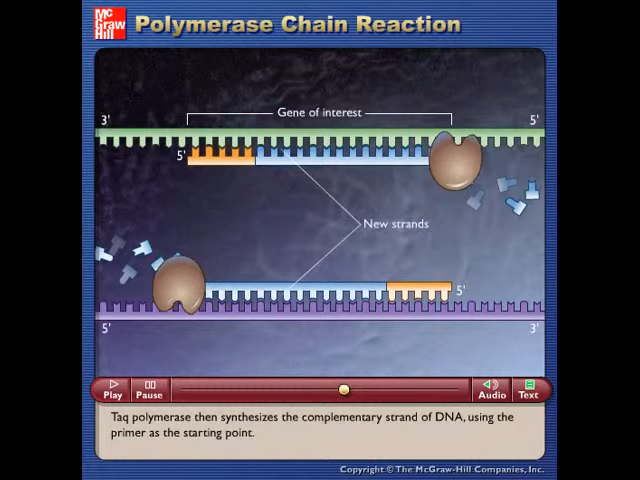 Mc
Graw
Hill
Polymerase Chain Reaction
Gene of interest
3'
5'
5'
New strands
5'
5'
3'
Play
Pause
Audio
Text
Taq polymerase then synthesizes the complementary strand of DNA, using the
primer as the starting point.
Copyright © The McGraw-Hill Companies, Inc.